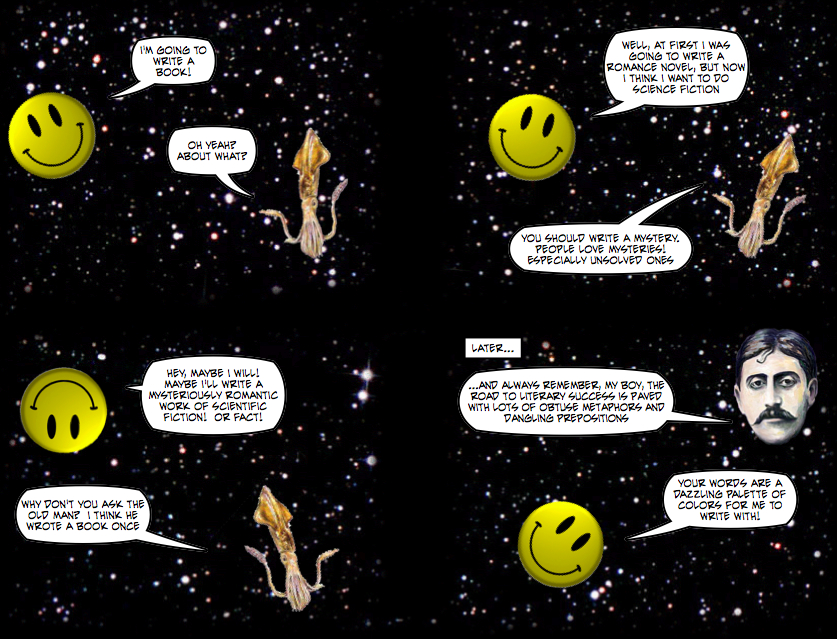 I'M GOING TO
WRITE A
BOOK!
OH YEAH?
ABOUT WHAT?
WELL, AT FIRST I WAS
GOING TO WRITE A
ROMANCE NOVEL, BUT NOW
I THINK I WANT TO DO
SCIENCE FICTION
YOU SHOULD WRITE A MYSTERY.
PEOPLE LOVE MYSTERIES!
ESPECIALLY UNSOLVED ONES
HEY, MAYBE I WILL!
MAYBE I'LL WRITE A
MYSTERIOUSLY ROMANTIC
WORK OF SCIENTIFIC
FICTION! OR FACT!
WHY DON'T YOU ASK THE
OLD MAN? I THINK HE
WROTE A BOOK ONCE
LATER...
...AND ALWAYS REMEMBER, MY BOY, THE
ROAD TO LITERARY SUCCESS IS PAVED
WITH LOTS OF OBTUSE METAPHORS AND
DANGLING PREPOSITIONS
YOUR WORDS ARE A
DAZZLING PALETTE OF
COLORS FOR ME TO
WRITE WITH!